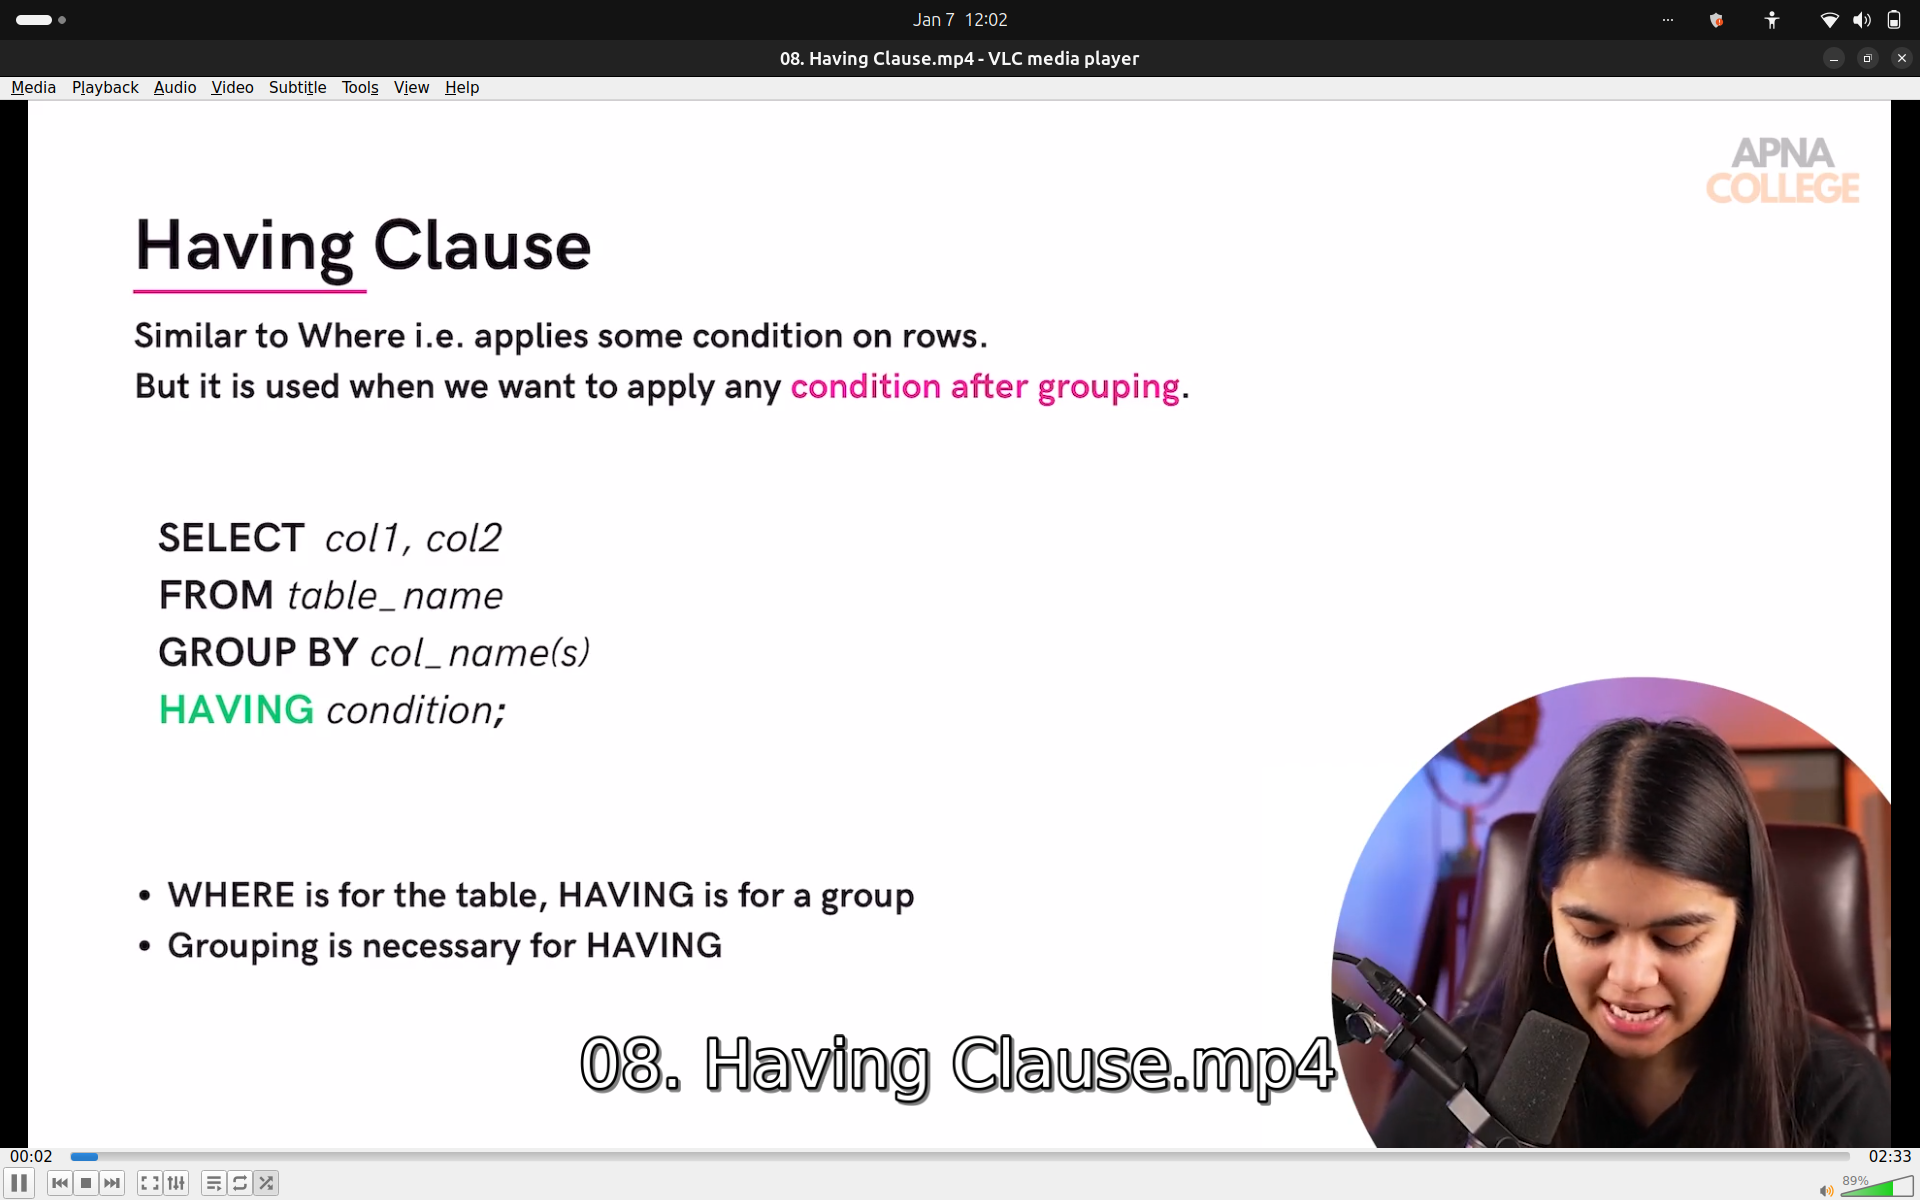 Jan 7 12:02
08. Having Clause.mp4 - VLC media player
Media Playback Audio Video Subtitle Tools View Help
APNA
COLLEGE
Having Clause
Similar to Where i.e. applies some condition on rows.
But it is used when we want to apply any condition after grouping.
SELECT col1, col2
FROM table_name
GROUP BY col_name(s)
HAVING condition;
• WHERE is for the table, HAVING is for a group
• Grouping is necessary for HAVING
08. Having Clause.mp4
00:02 02:33
89%